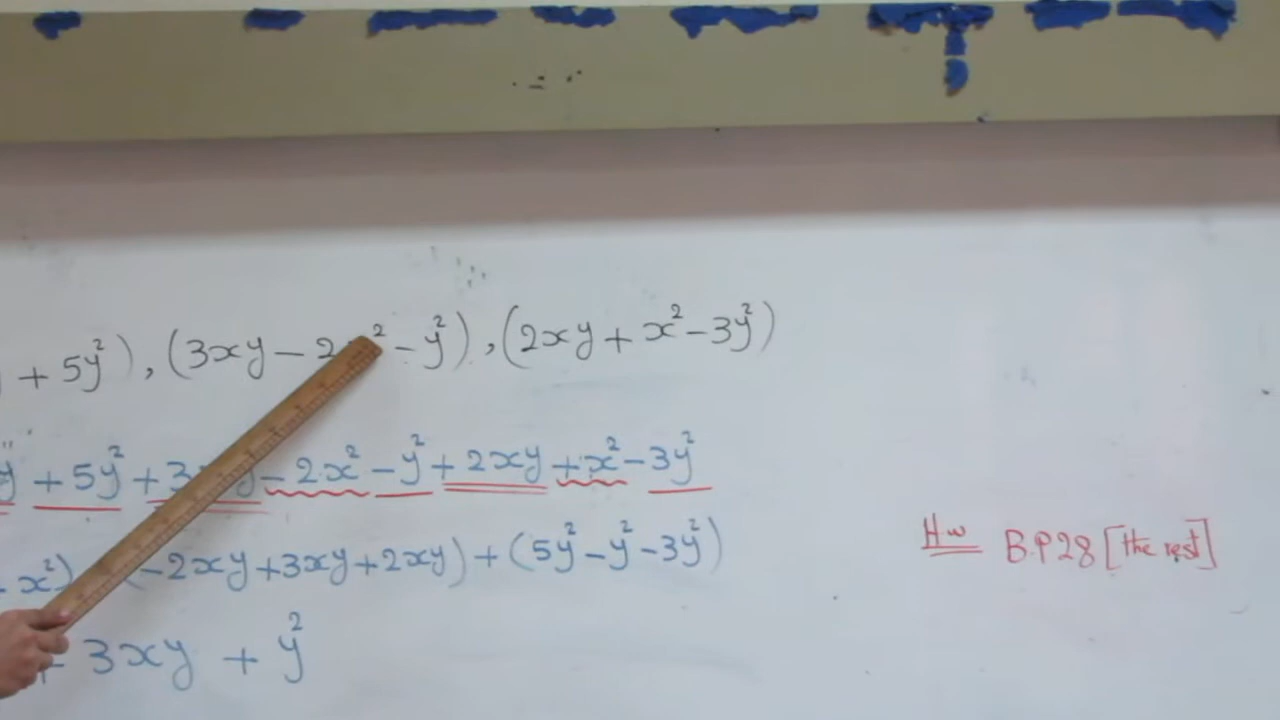 + 5y²), (3xy - 2 ² - y²), (2xy + x² - 3y²)
y + 5y² + 3 y - 2x² - y² + 2xy + x² - 3y²
x²) -2xy + 3xy + 2xy) + (5y² - y² - 3y²)
3xy + y²
Hw B.P28 [the rest]